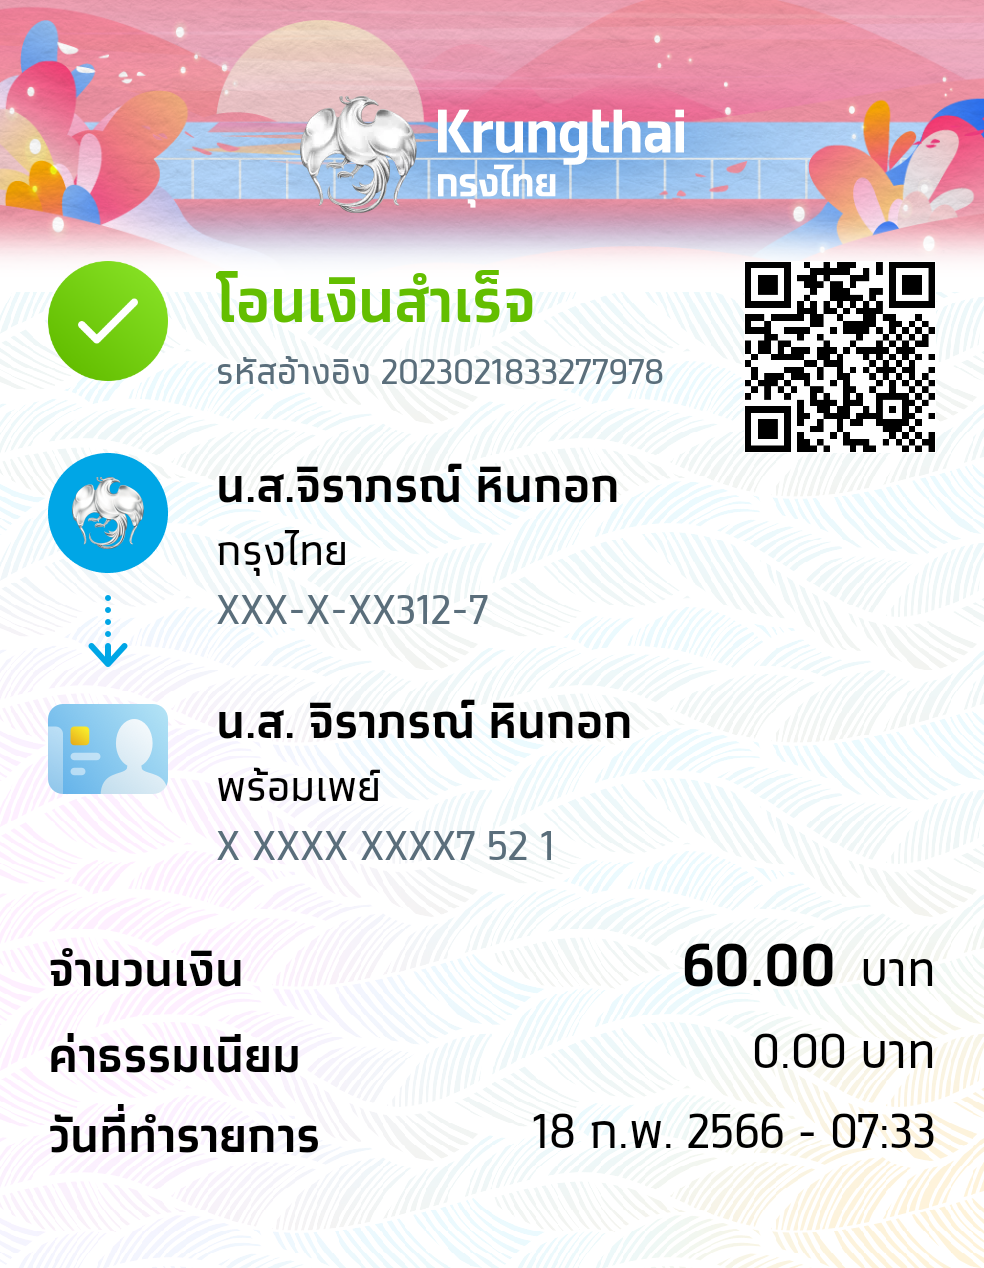 Krungthai
กรุงไทย
โอนเงินสำเร็จ
รหัสอ้างอิง 2023021833277978
น.ส.จิราภรณ์ หินกอก
กรุงไทย
XXX-X-XX312-7
น.ส. จิราภรณ์ หินกอก
พร้อมเพย์
X XXXX XXXX7 52 1
จำนวนเงิน 60.00 บาท
ค่าธรรมเนียม 0.00 บาท
วันที่ทำรายการ 18 ก.พ. 2566 - 07:33